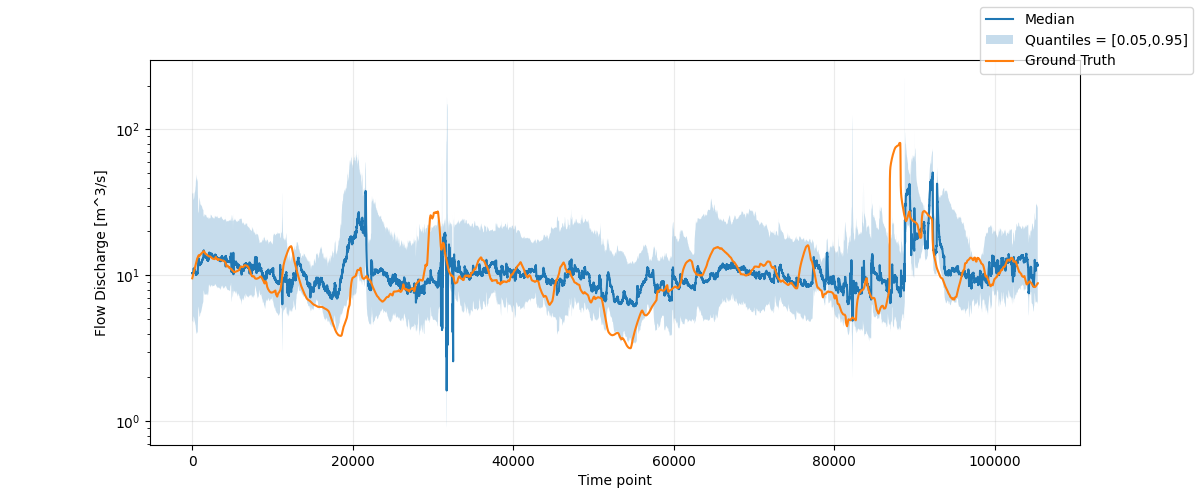 Median
Quantiles = [0.05,0.95]
Ground Truth
10^2
10^1
10^0
Flow Discharge [m^3/s]
0 20000 40000 60000 80000 100000
Time point